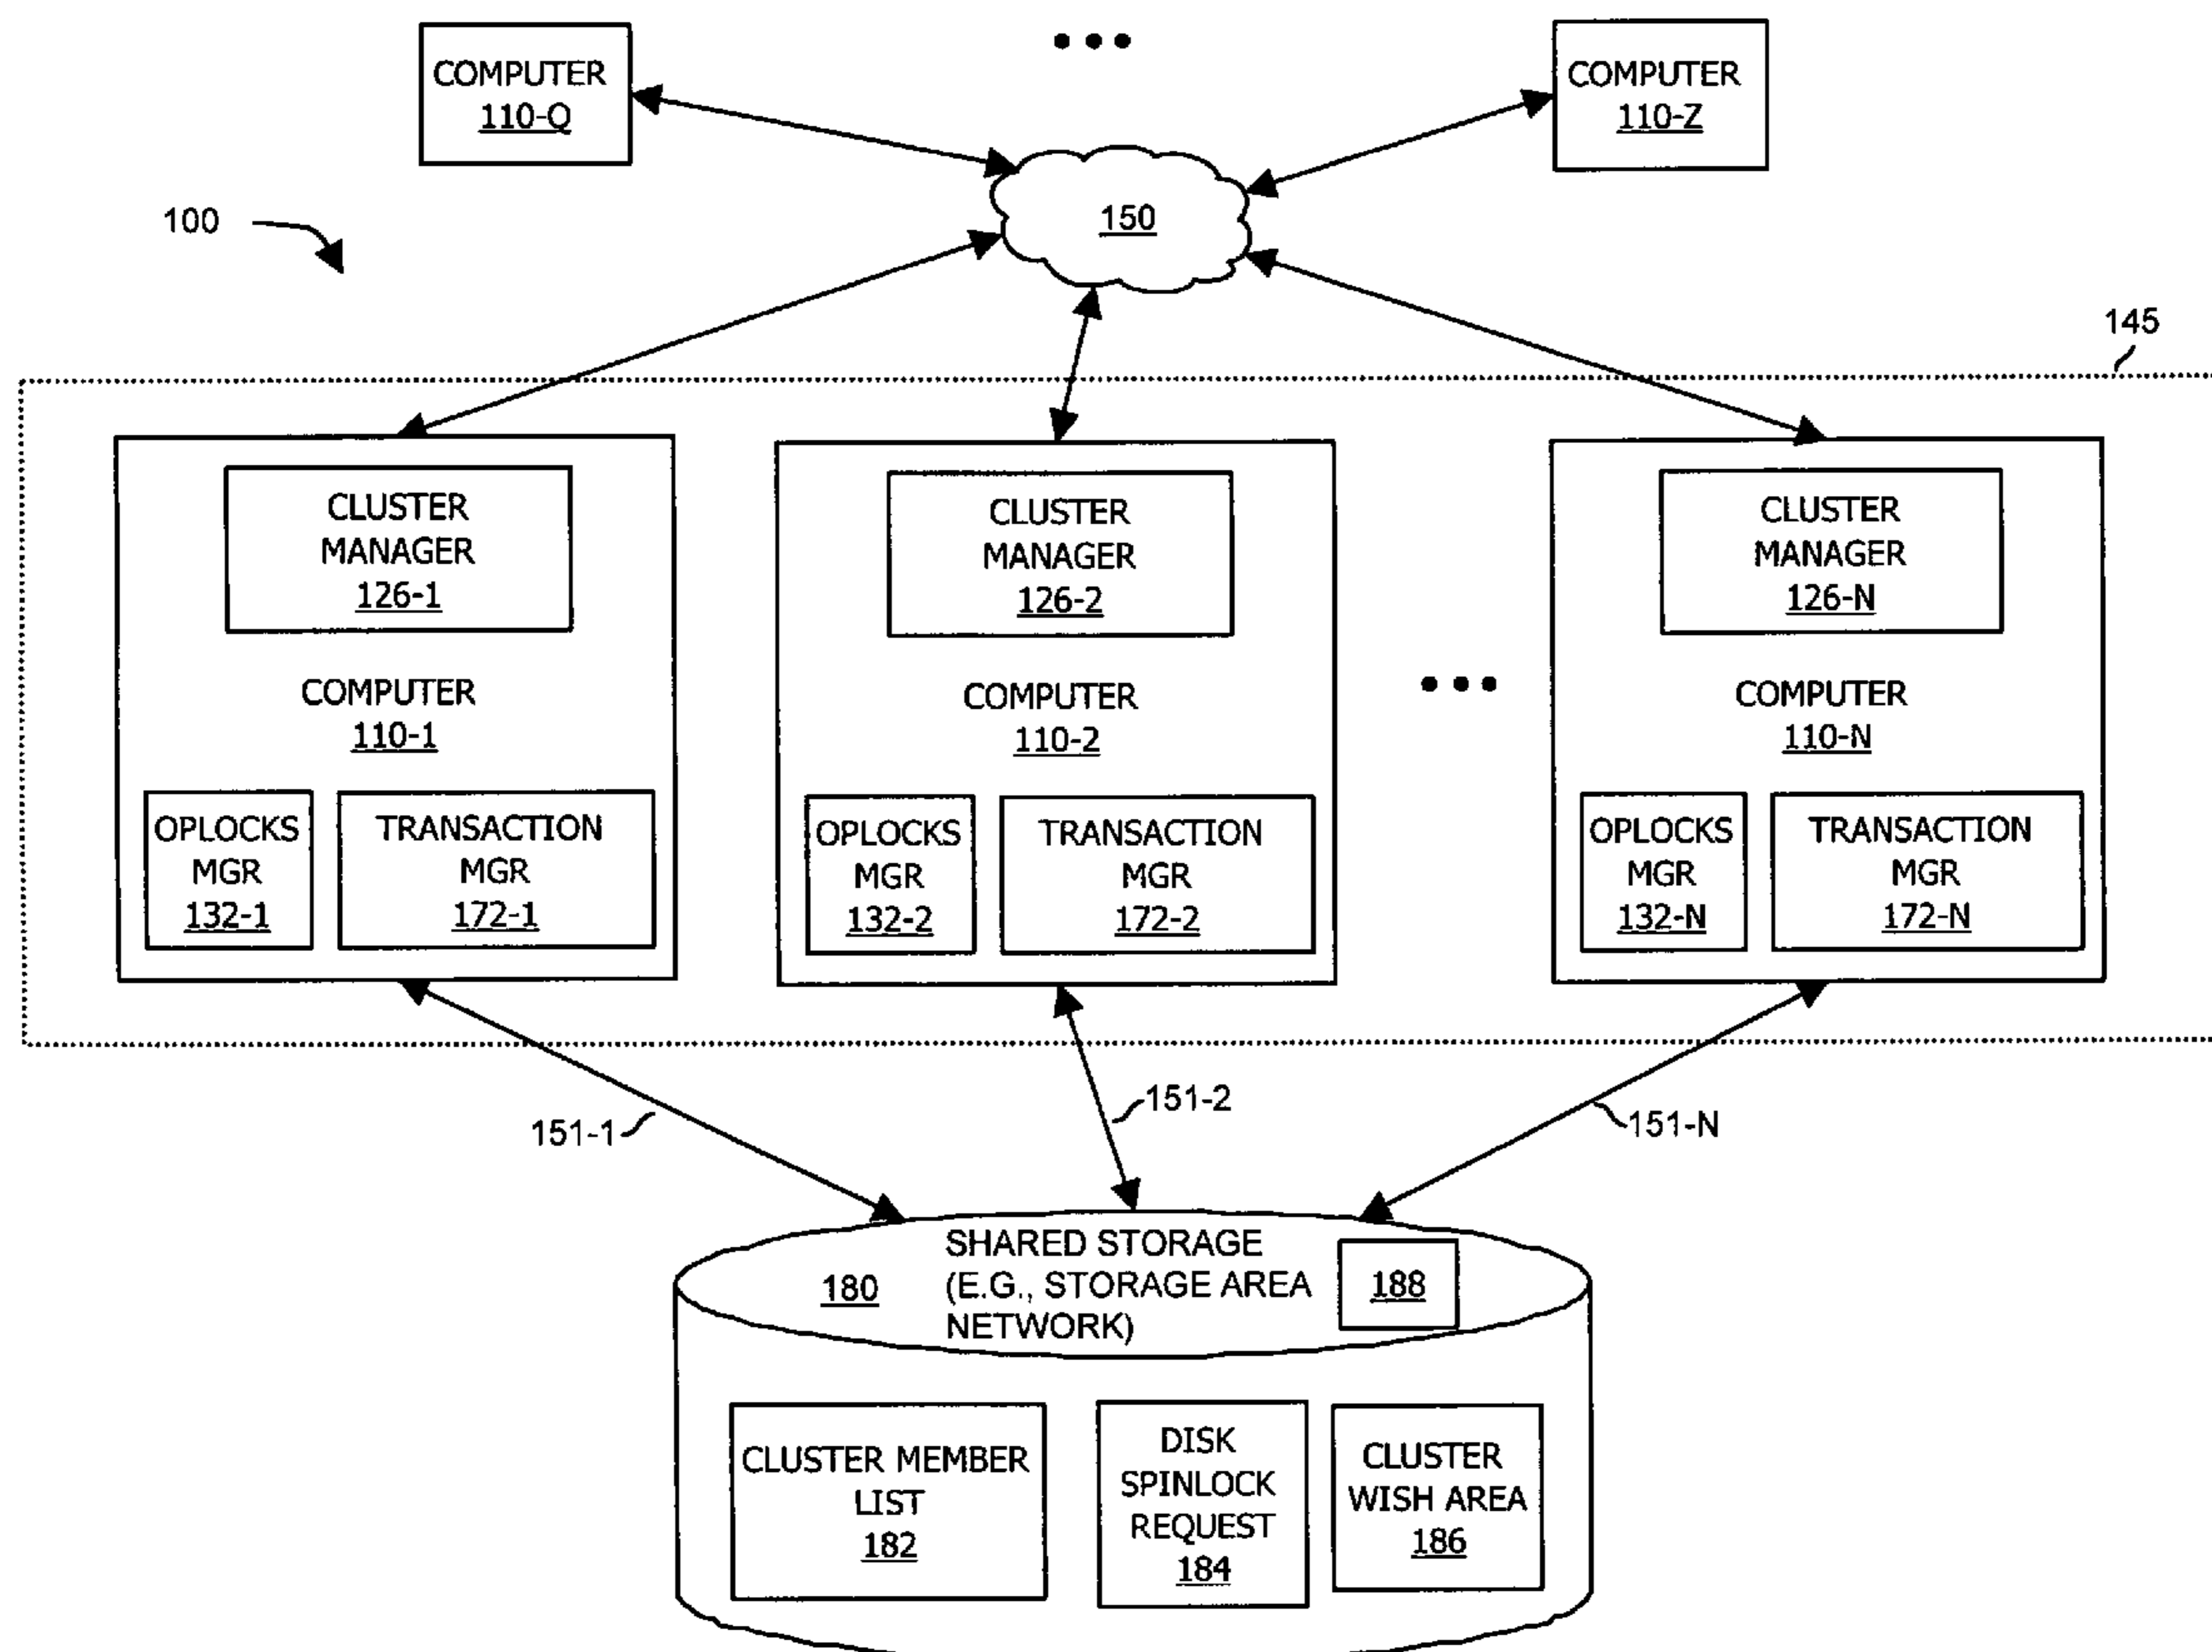 COMPUTER
110-Q
COMPUTER
110-Z
150
100
145
CLUSTER
MANAGER
126-1
COMPUTER
110-1
OPLOCKS
MGR
132-1
TRANSACTION
MGR
172-1
CLUSTER
MANAGER
126-2
COMPUTER
110-2
OPLOCKS
MGR
132-2
TRANSACTION
MGR
172-2
CLUSTER
MANAGER
126-N
COMPUTER
110-N
OPLOCKS
MGR
132-N
TRANSACTION
MGR
172-N
151-1
151-2
151-N
180
SHARED STORAGE
(E.G., STORAGE AREA
NETWORK)
188
CLUSTER MEMBER
LIST
182
DISK
SPINLOCK
REQUEST
184
CLUSTER
WISH AREA
186